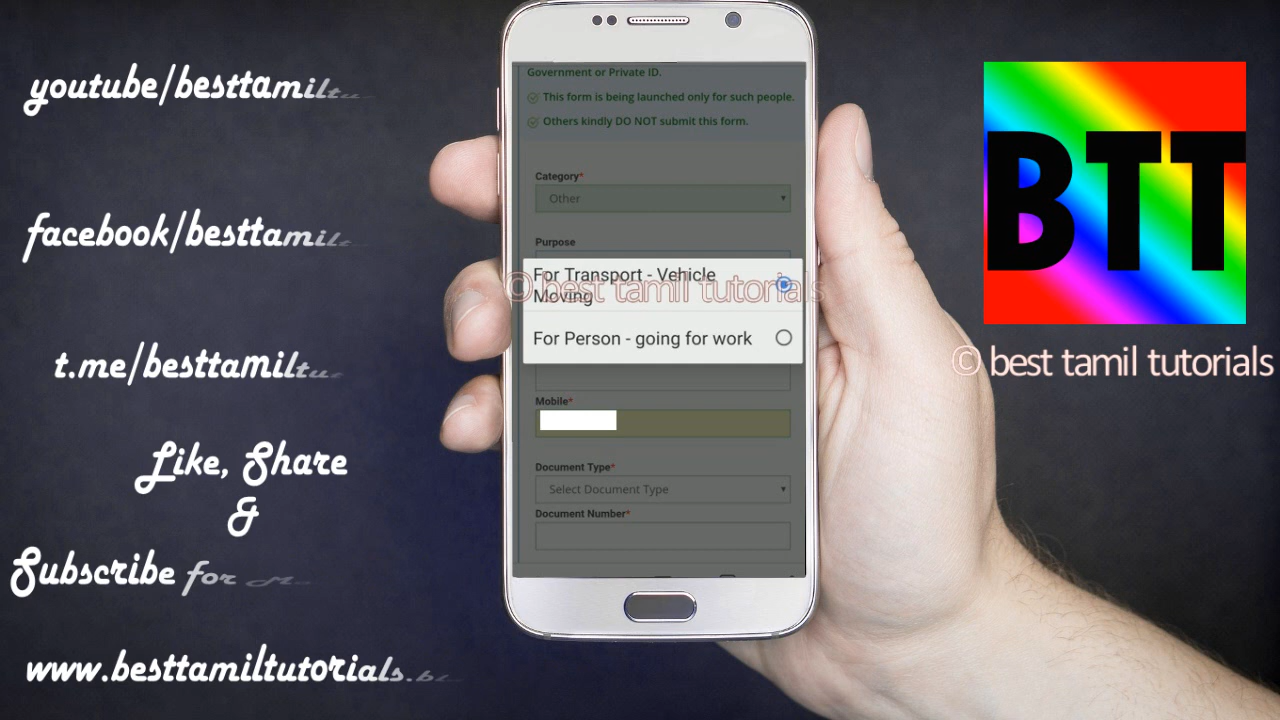 youtube/besttamiltu
facebook/besttamil
t.me/besttamiltu
Like, Share
&
Subscribe for
www.besttamiltutorials.
Government or Private ID.
This form is being launched only for such people.
Others kindly DO NOT submit this form.
Category*
Other
Purpose
For Transport - Vehicle
Moving
© best tamil tutorials
For Person - going for work
Mobile*
Document Type*
Select Document Type
Document Number*
BTT
© best tamil tutorials